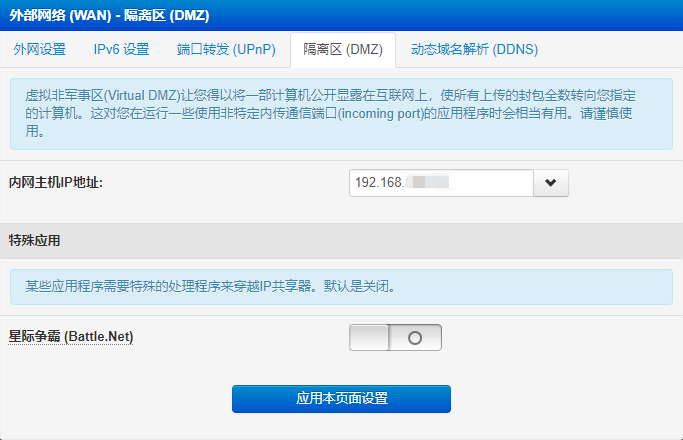 外部网络 (WAN) - 隔离区 (DMZ)
外网设置 IPv6 设置 端口转发 (UPnP) 隔离区 (DMZ) 动态域名解析 (DDNS)
虚拟非军事区(Virtual DMZ)让您得以将一部计算机公开显露在互联网上，使所有上传的封包全数转向您指定
的计算机。这对您在运行一些使用非特定内传通信端口(incoming port)的应用程序时会相当有用。请谨慎使
用。
内网主机IP地址: 192.168.
特殊应用
某些应用程序需要特殊的处理程序来穿越IP共享器。默认是关闭。
星际争霸 (Battle.Net)
应用本页面设置